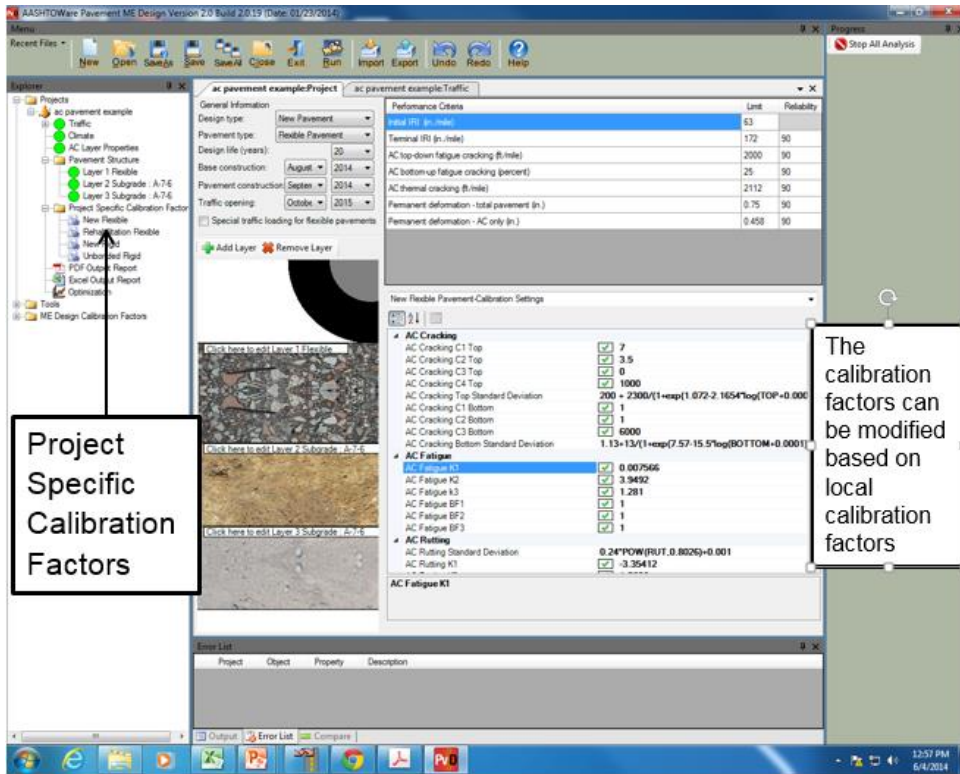 AASHTOWare Pavement ME Design Version 2.0 Build 2.0.19 (Date: 01/23/2014)
Menu
Recent Files
New Open SaveAs Save SaveAll Close Exit Run Import Export Undo Redo Help
Progress
Stop All Analysis
Explorer
Projects
ac pavement example
Traffic
Climate
AC Layer Properties
Pavement Structure
Layer 1 Flexible
Layer 2 Subgrade : A-7-6
Layer 3 Subgrade : A-7-6
Project Specific Calibration Factor
New Flexible
Rehabilitation Flexible
New Rigid
Unbonded Rigid
PDF Output Report
Excel Output Report
Optimization
Tools
ME Design Calibration Factors
Project
Specific
Calibration
Factors
ac pavement example:Project
ac pavement example:Traffic
General Information
Design type: New Pavement
Pavement type: Flexible Pavement
Design life (years): 20
Base construction: August 2014
Pavement construction: Septen 2014
Traffic opening: Octobe 2015
Special traffic loading for flexible pavements
Add Layer Remove Layer
Click here to edit Layer 1 Flexible
Click here to edit Layer 2 Subgrade : A-7-6
Click here to edit Layer 3 Subgrade : A-7-6
Performance Criteria Limit Reliability
Initial IRI (in./mile) 63
Terminal IRI (in./mile) 172 90
AC top-down fatigue cracking (ft/mile) 2000 90
AC bottom-up fatigue cracking (percent) 25 90
AC thermal cracking (ft/mile) 2112 90
Permanent deformation - total pavement (in.) 0.75 90
Permanent deformation - AC only (in.) 0.458 90
New Flexible Pavement-Calibration Settings
AC Cracking
AC Cracking C1 Top 7
AC Cracking C2 Top 3.5
AC Cracking C3 Top 0
AC Cracking C4 Top 1000
AC Cracking Top Standard Deviation 200 + 2300/(1+exp(1.072-2.1654*log(TOP+0.000
AC Cracking C1 Bottom 1
AC Cracking C2 Bottom 1
AC Cracking C3 Bottom 6000
AC Cracking Bottom Standard Deviation 1.13+13/(1+exp(7.57-15.5*log(BOTTOM+0.0001)
AC Fatigue
AC Fatigue K1 0.007566
AC Fatigue K2 3.9492
AC Fatigue k3 1.281
AC Fatigue BF1 1
AC Fatigue BF2 1
AC Fatigue BF3 1
AC Rutting
AC Rutting Standard Deviation 0.24*POW(RUT,0.8026)+0.001
AC Rutting K1 -3.35412
AC Fatigue K1
The
calibration
factors can
be modified
based on
local
calibration
factors
Error List
Project Object Property Description
Output Error List Compare
12:57 PM
6/4/2014